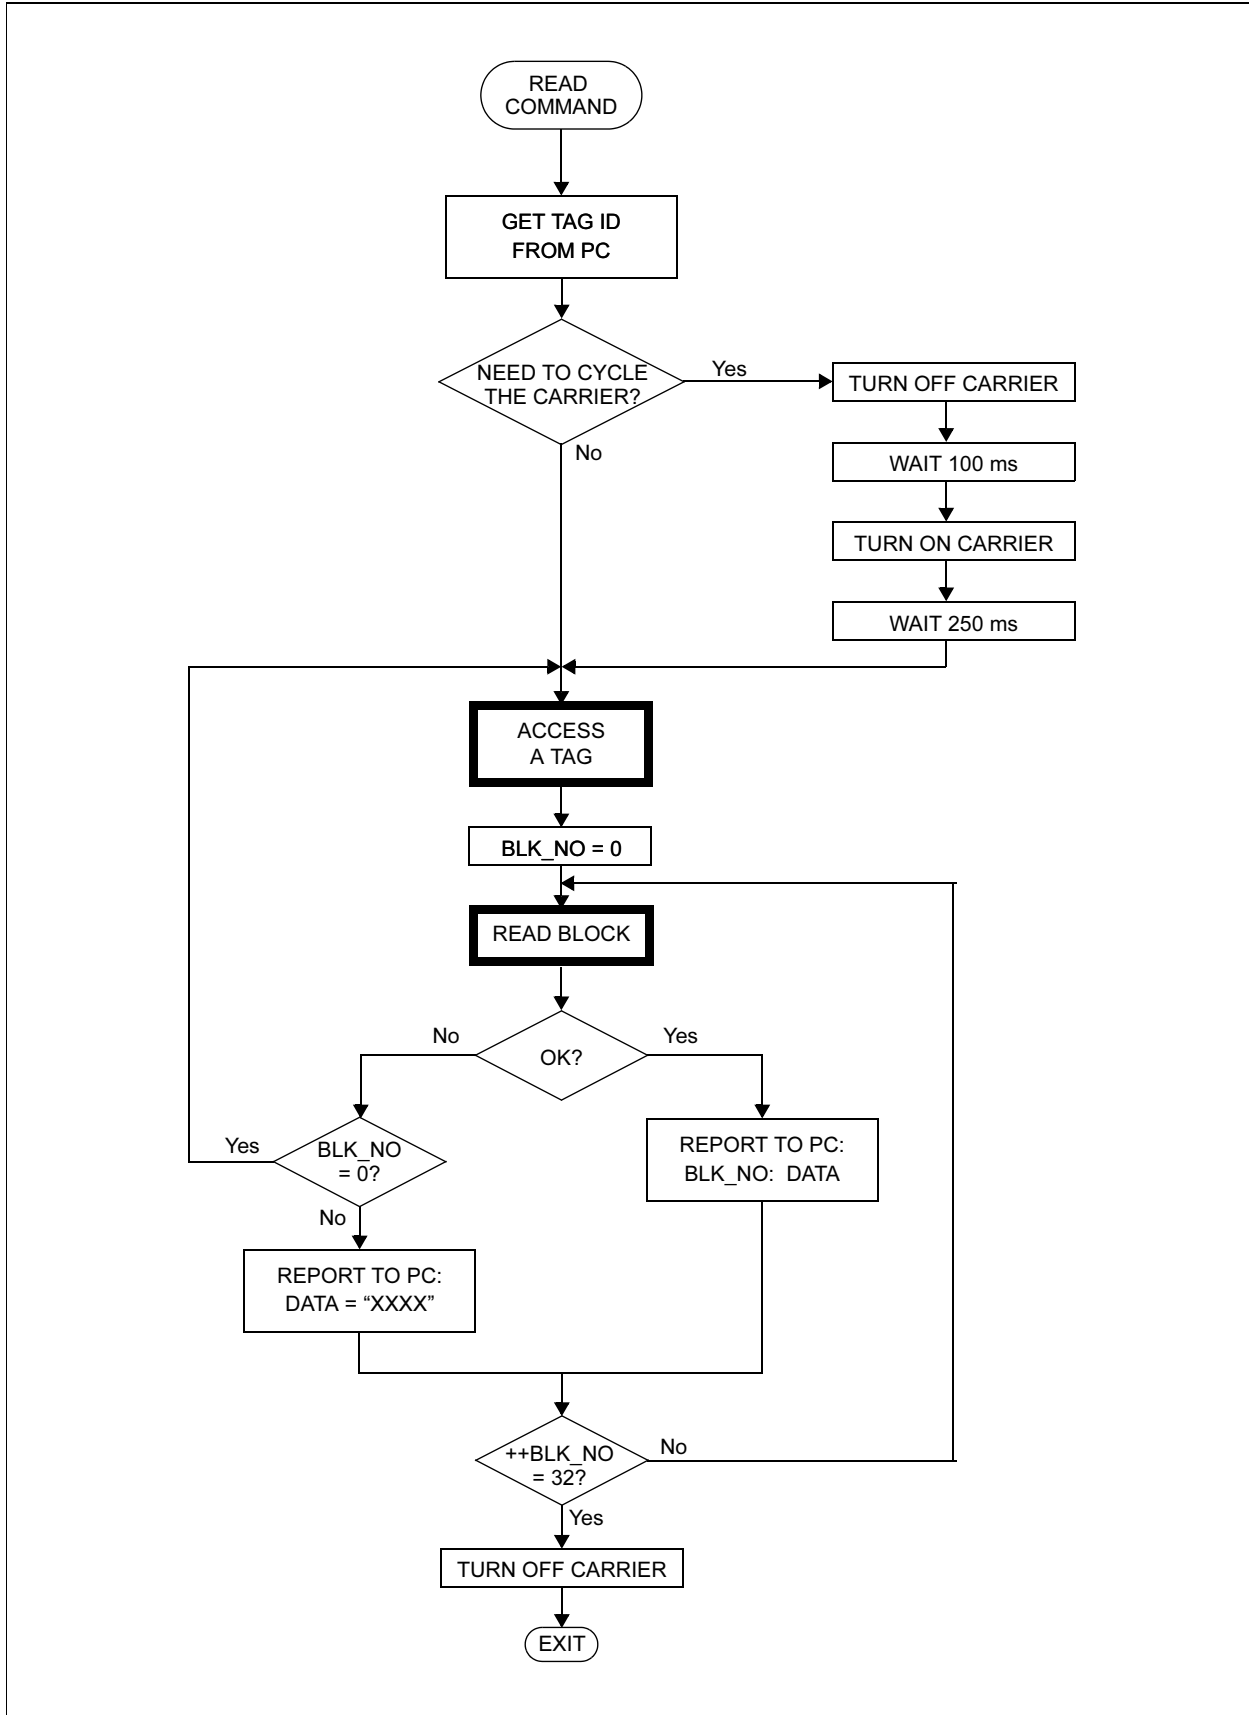 READ
COMMAND
GET TAG ID
FROM PC
NEED TO CYCLE
THE CARRIER?
Yes
No
TURN OFF CARRIER
WAIT 100 ms
TURN ON CARRIER
WAIT 250 ms
ACCESS
A TAG
BLK_NO = 0
READ BLOCK
OK?
No
Yes
BLK_NO
= 0?
Yes
No
REPORT TO PC:
BLK_NO:  DATA
REPORT TO PC:
DATA = “XXXX”
++BLK_NO
= 32?
No
Yes
TURN OFF CARRIER
EXIT